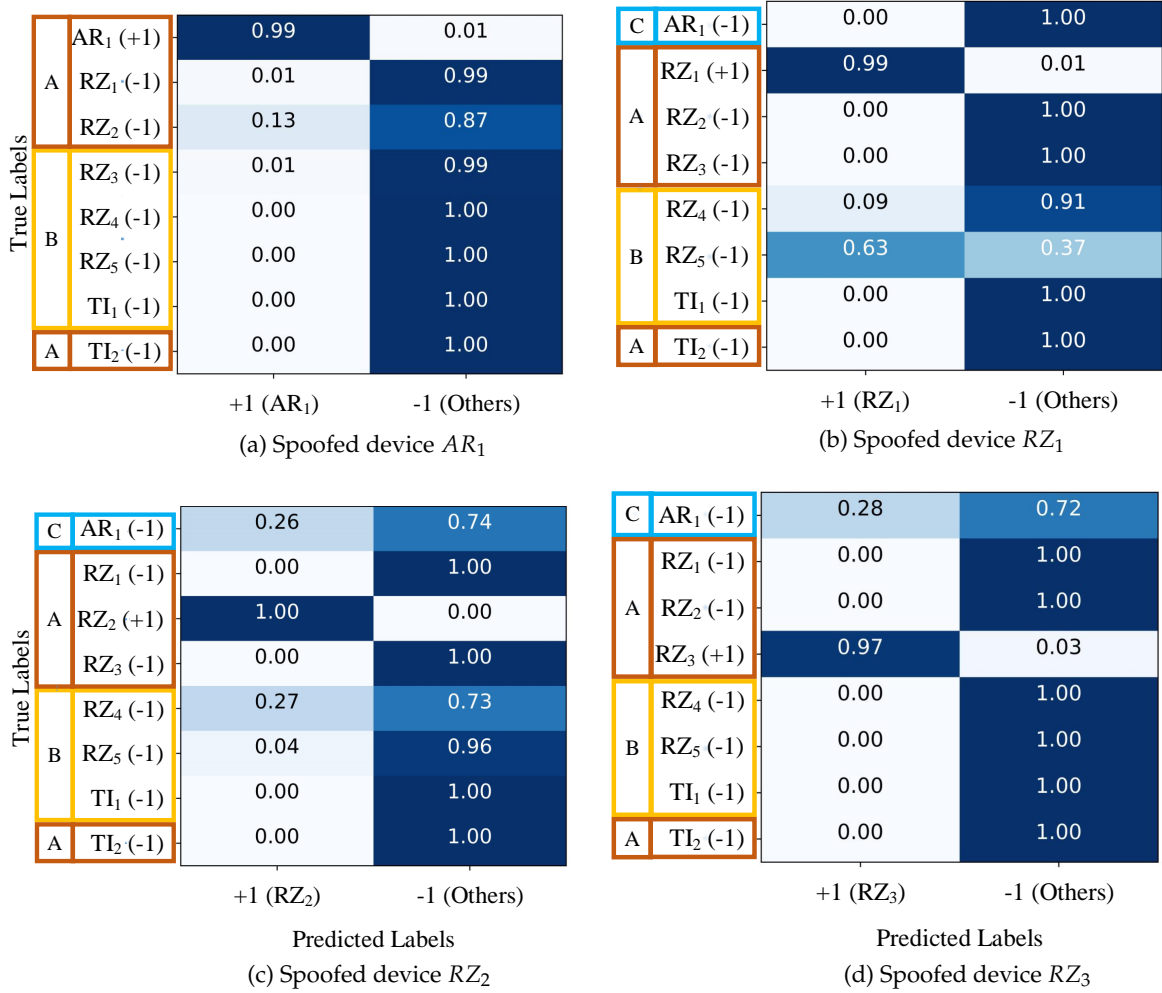 True Labels
A
AR₁ (+1) 0.99 0.01
RZ₁ (-1) 0.01 0.99
RZ₂ (-1) 0.13 0.87
B
RZ₃ (-1) 0.01 0.99
RZ₄ (-1) 0.00 1.00
RZ₅ (-1) 0.00 1.00
TI₁ (-1) 0.00 1.00
A TI₂ (-1) 0.00 1.00
+1 (AR₁) -1 (Others)
(a) Spoofed device AR₁
C AR₁ (-1) 0.00 1.00
A
RZ₁ (+1) 0.99 0.01
RZ₂ (-1) 0.00 1.00
RZ₃ (-1) 0.00 1.00
B
RZ₄ (-1) 0.09 0.91
RZ₅ (-1) 0.63 0.37
TI₁ (-1) 0.00 1.00
A TI₂ (-1) 0.00 1.00
+1 (RZ₁) -1 (Others)
(b) Spoofed device RZ₁
True Labels
C AR₁ (-1) 0.26 0.74
A
RZ₁ (-1) 0.00 1.00
RZ₂ (+1) 1.00 0.00
RZ₃ (-1) 0.00 1.00
B
RZ₄ (-1) 0.27 0.73
RZ₅ (-1) 0.04 0.96
TI₁ (-1) 0.00 1.00
A TI₂ (-1) 0.00 1.00
+1 (RZ₂) -1 (Others)
Predicted Labels
(c) Spoofed device RZ₂
C AR₁ (-1) 0.28 0.72
A
RZ₁ (-1) 0.00 1.00
RZ₂ (-1) 0.00 1.00
RZ₃ (+1) 0.97 0.03
B
RZ₄ (-1) 0.00 1.00
RZ₅ (-1) 0.00 1.00
TI₁ (-1) 0.00 1.00
A TI₂ (-1) 0.00 1.00
+1 (RZ₃) -1 (Others)
Predicted Labels
(d) Spoofed device RZ₃